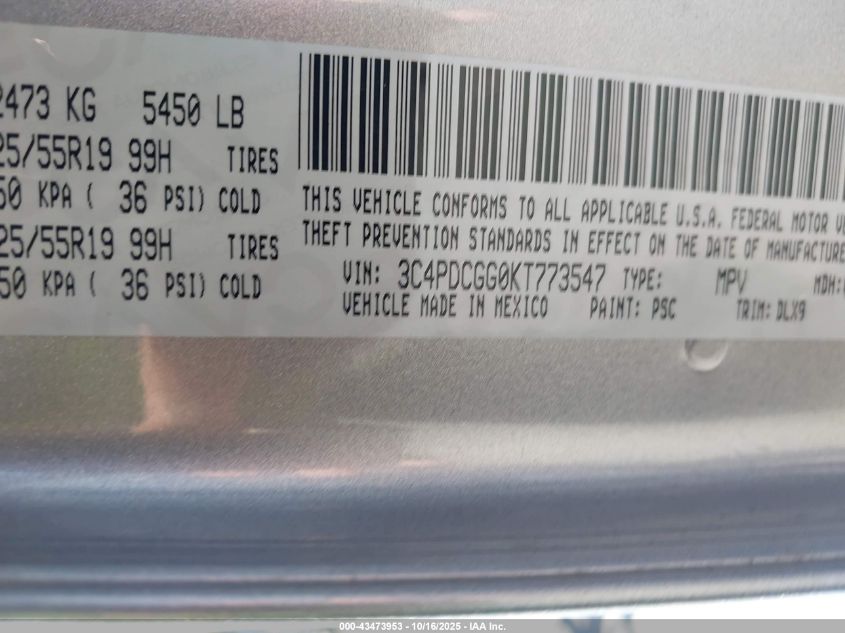 2473 KG 5450 LB
25/55R19 99H TIRES
50 KPA ( 36 PSI) COLD
25/55R19 99H TIRES
50 KPA ( 36 PSI) COLD
THIS VEHICLE CONFORMS TO ALL APPLICABLE U.S.A. FEDERAL MOTOR VE
THEFT PREVENTION STANDARDS IN EFFECT ON THE DATE OF MANUFACTURE
VIN: 3C4PDCGG0KT773547 TYPE: MPV MDH:
VEHICLE MADE IN MEXICO PAINT: PSC TRIM: DLX9
000-43473953 - 10/16/2025 - IAA Inc.